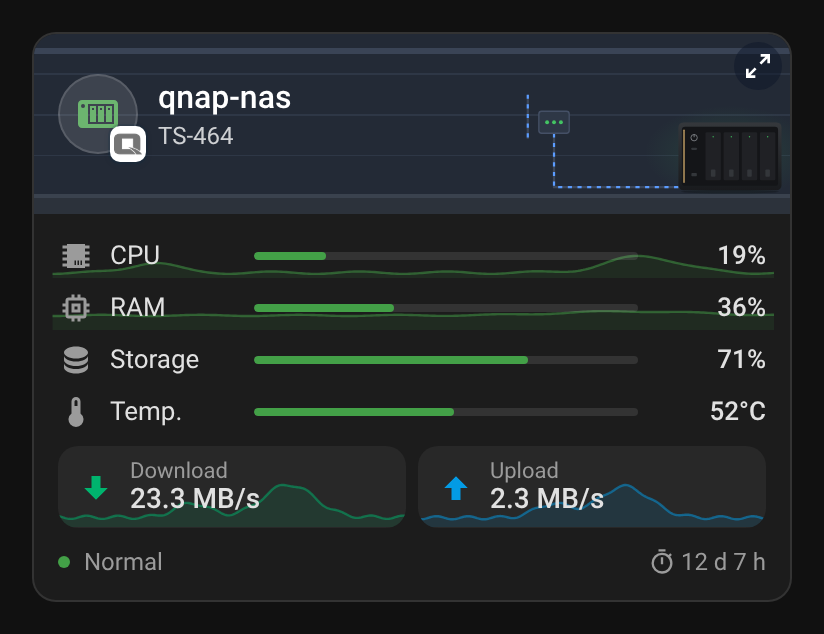 qnap-nas
TS-464
CPU 19%
RAM 36%
Storage 71%
Temp. 52°C
Download
23.3 MB/s
Upload
2.3 MB/s
Normal
12 d 7 h